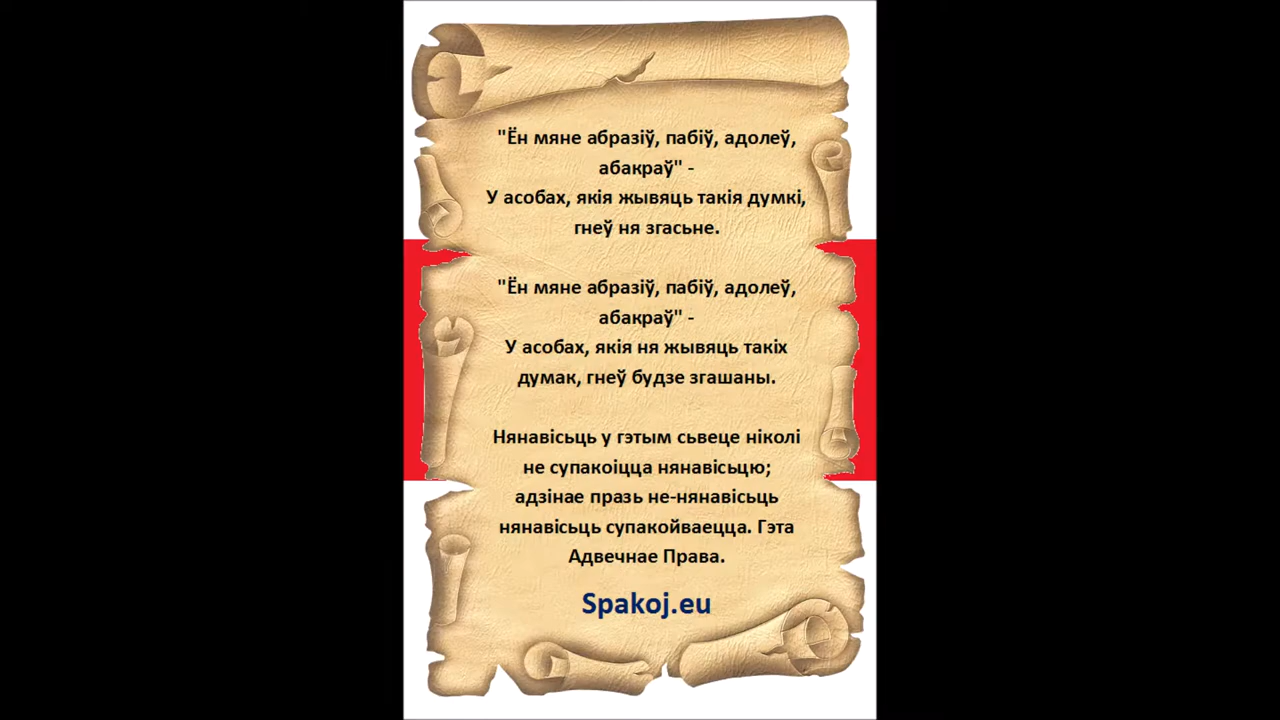 "Ён мяне абразіў, пабіў, адолеў,
абакраў" -
У асобах, якія жывяць такія думкі,
гнеў ня згасьне.
"Ён мяне абразіў, пабіў, адолеў,
абакраў" -
У асобах, якія ня жывяць такіх
думак, гнеў будзе згашаны.
Нянавісьць у гэтым сьвеце ніколі
не супакоіцца нянавісьцю;
адзінае празь не-нянавісьць
нянавісьць супакойваецца. Гэта
Адвечнае Права.
Spakoj.eu